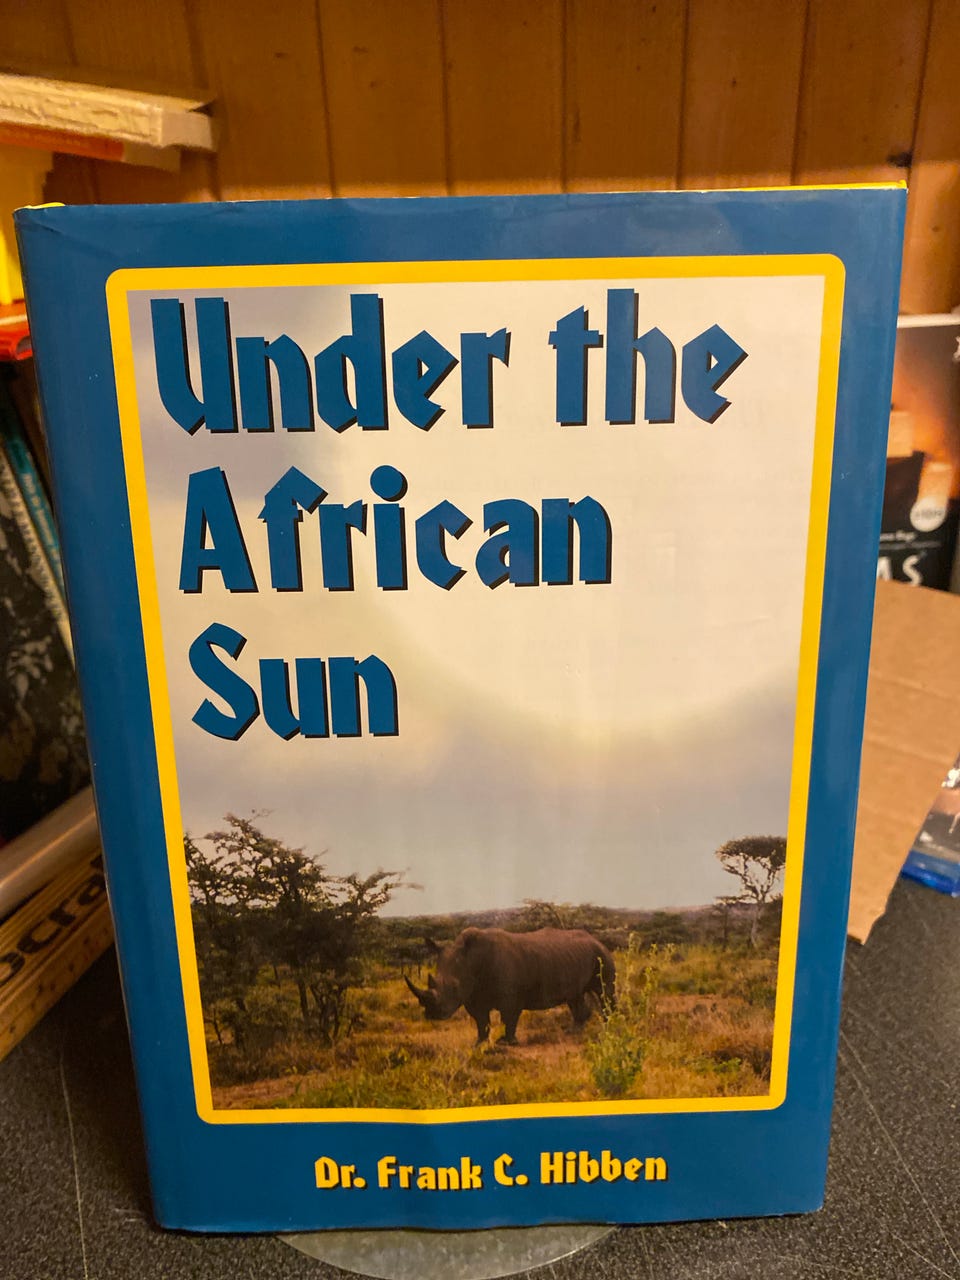 Under the
African
Sun
Dr. Frank C. Hibben